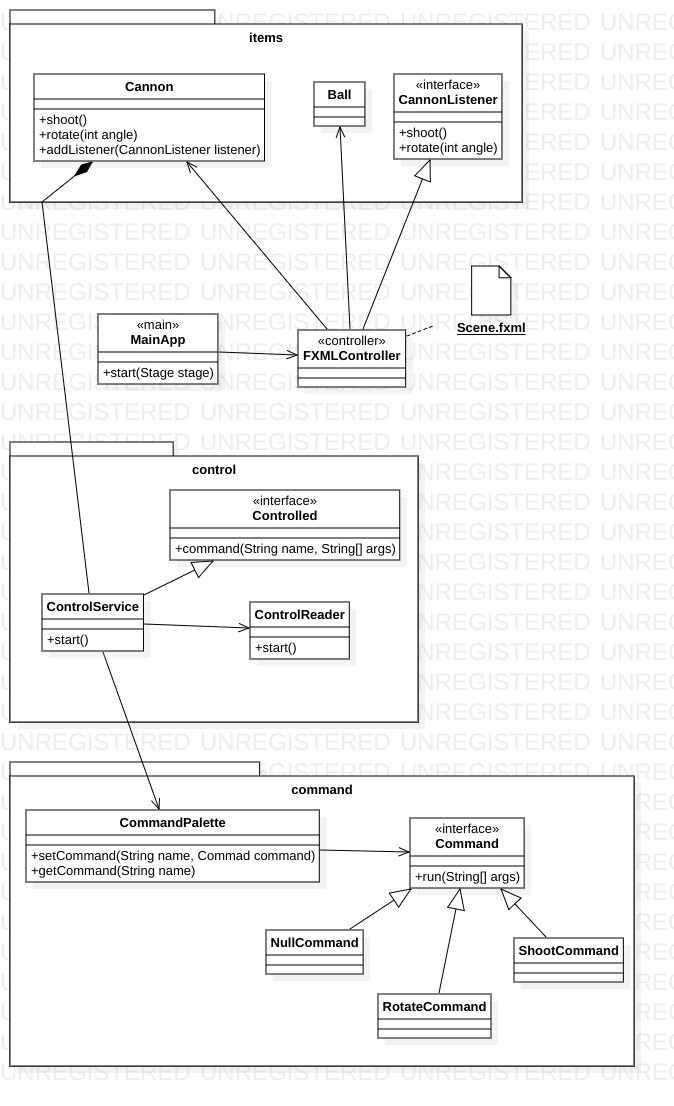 items
Cannon
+shoot()
+rotate(int angle)
+addListener(CannonListener listener)
Ball
«interface»
CannonListener
+shoot()
+rotate(int angle)
Scene.fxml
«main»
MainApp
+start(Stage stage)
«controller»
FXMLController
control
«interface»
Controlled
+command(String name, String[] args)
ControlService
+start()
ControlReader
+start()
command
CommandPalette
+setCommand(String name, Commad command)
+getCommand(String name)
«interface»
Command
+run(String[] args)
NullCommand
ShootCommand
RotateCommand
UNREGISTERED